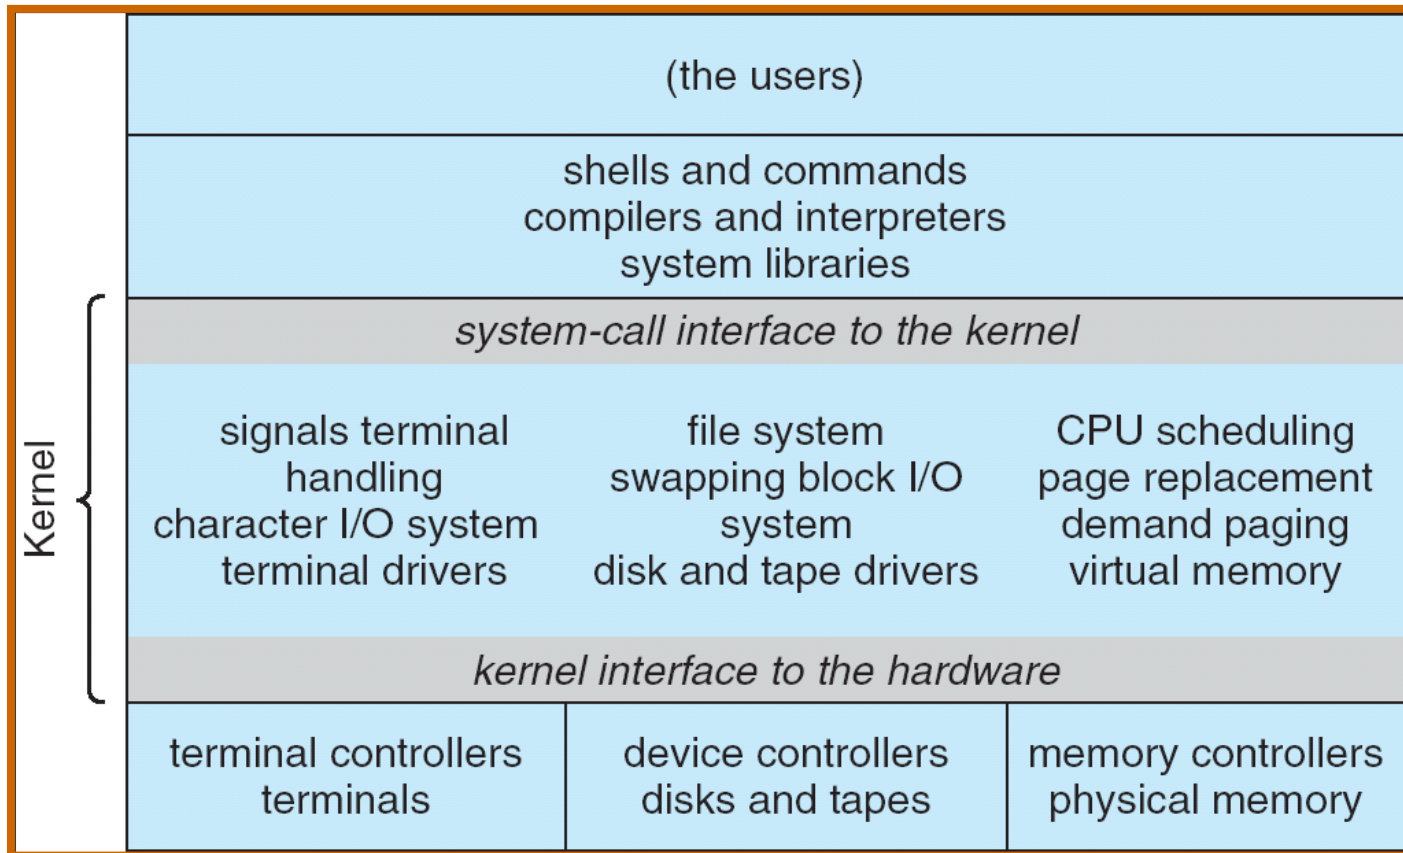 (the users)
shells and commands
compilers and interpreters
system libraries
system-call interface to the kernel
Kernel
signals terminal
handling
character I/O system
terminal drivers
file system
swapping block I/O
system
disk and tape drivers
CPU scheduling
page replacement
demand paging
virtual memory
kernel interface to the hardware
terminal controllers
terminals
device controllers
disks and tapes
memory controllers
physical memory